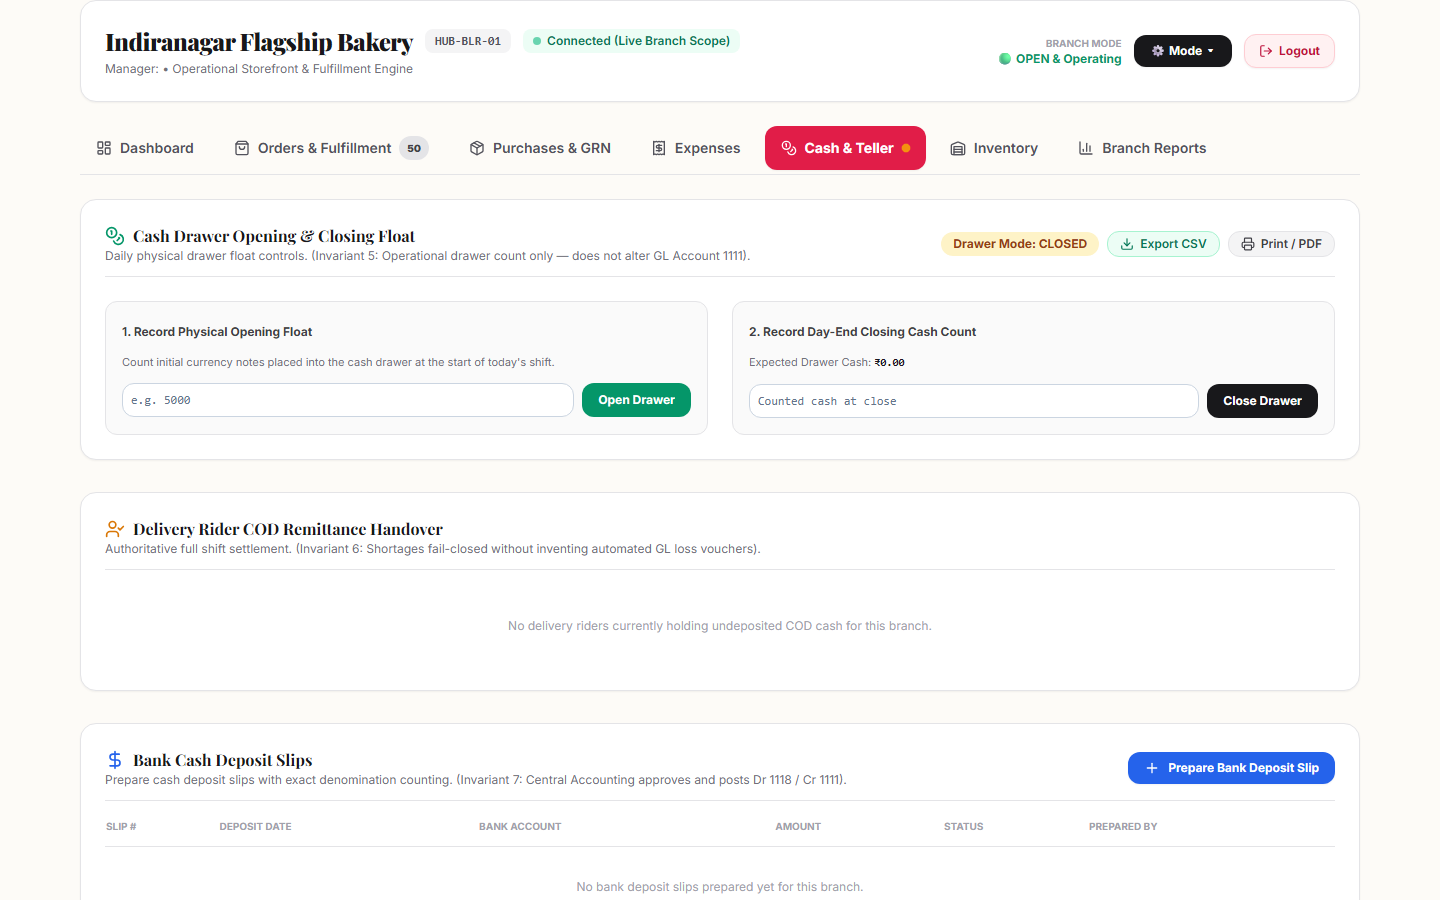 Indiranagar Flagship Bakery
HUB-BLR-01
Connected (Live Branch Scope)
Manager: • Operational Storefront & Fulfillment Engine
BRANCH MODE
OPEN & Operating
Mode
Logout
Dashboard
Orders & Fulfillment 50
Purchases & GRN
Expenses
Cash & Teller
Inventory
Branch Reports
Cash Drawer Opening & Closing Float
Daily physical drawer float controls. (Invariant 5: Operational drawer count only — does not alter GL Account 1111).
Drawer Mode: CLOSED
Export CSV
Print / PDF
1. Record Physical Opening Float
Count initial currency notes placed into the cash drawer at the start of today's shift.
e.g. 5000
Open Drawer
2. Record Day-End Closing Cash Count
Expected Drawer Cash: ₹0.00
Counted cash at close
Close Drawer
Delivery Rider COD Remittance Handover
Authoritative full shift settlement. (Invariant 6: Shortages fail-closed without inventing automated GL loss vouchers).
No delivery riders currently holding undeposited COD cash for this branch.
Bank Cash Deposit Slips
Prepare cash deposit slips with exact denomination counting. (Invariant 7: Central Accounting approves and posts Dr 1118 / Cr 1111).
Prepare Bank Deposit Slip
SLIP # DEPOSIT DATE BANK ACCOUNT AMOUNT STATUS PREPARED BY
No bank deposit slips prepared yet for this branch.